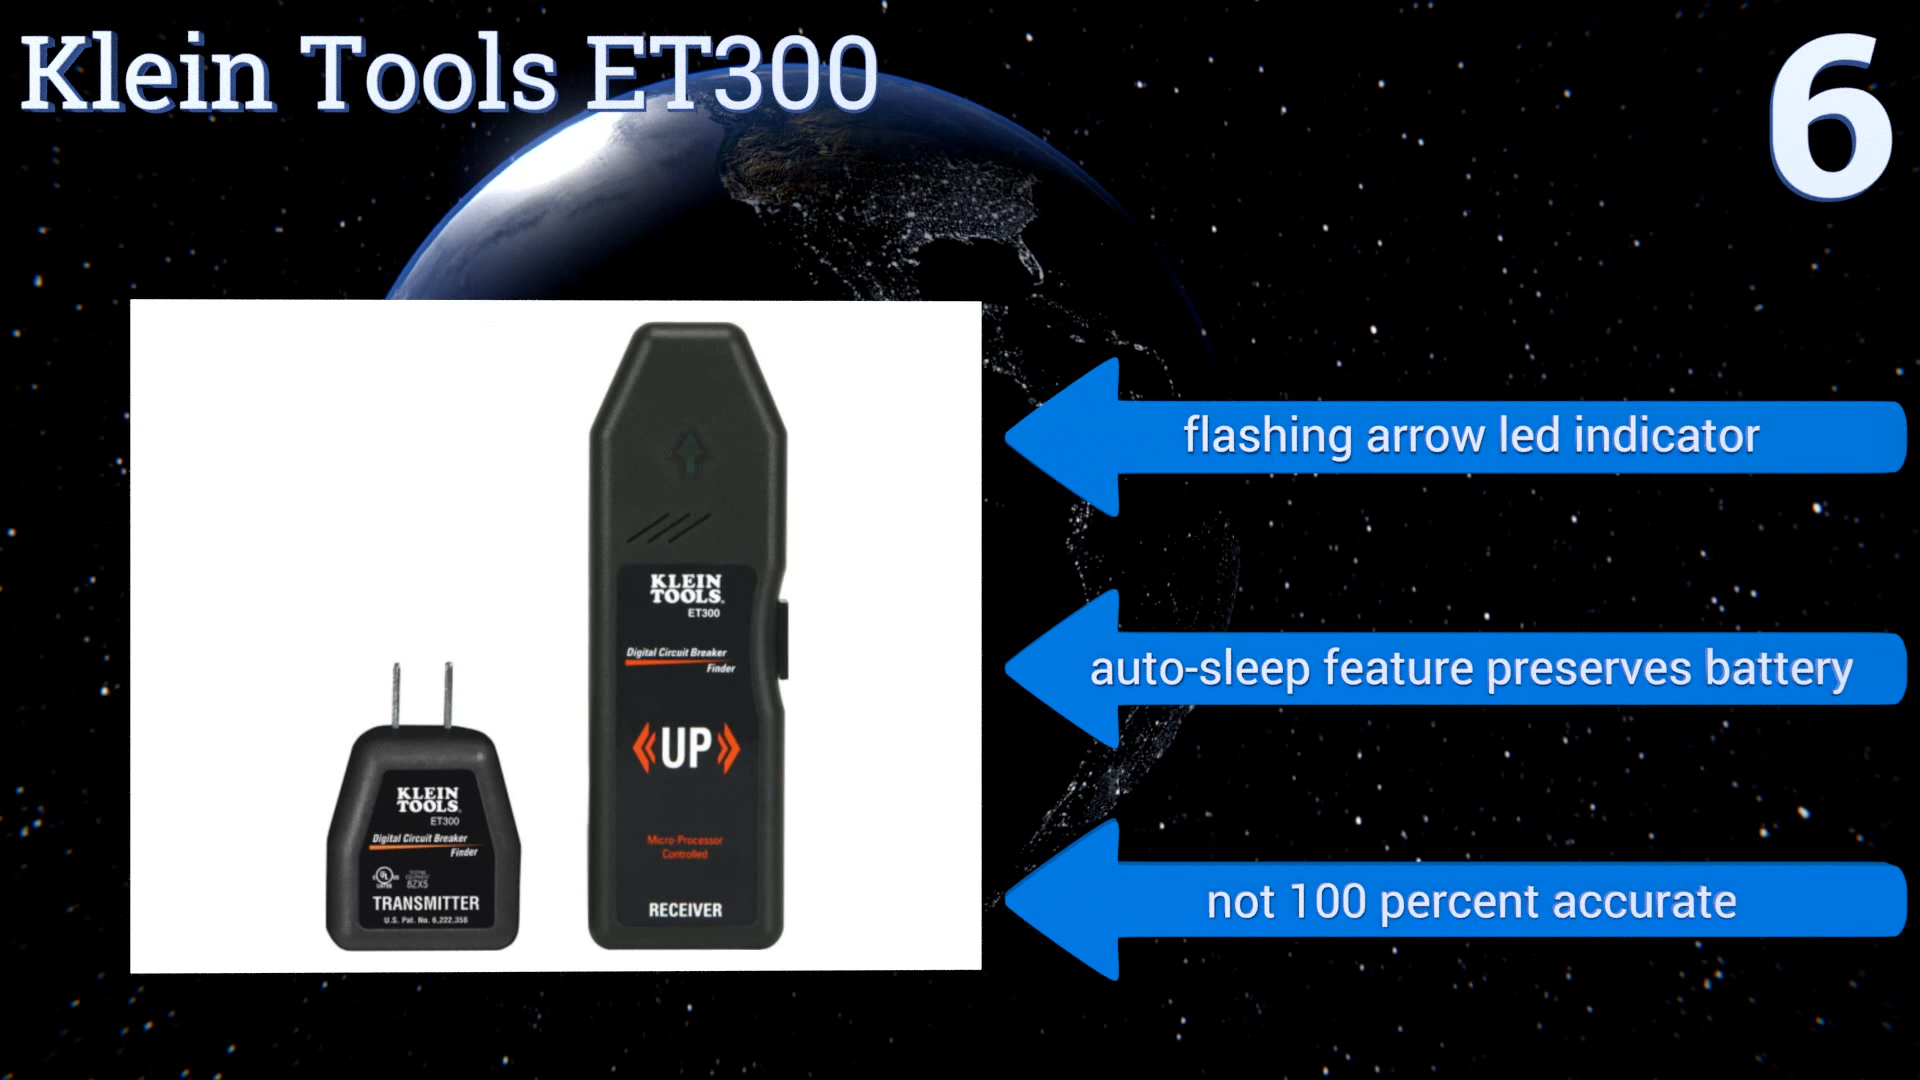 Klein Tools ET300
6
flashing arrow led indicator
auto-sleep feature preserves battery
not 100 percent accurate
KLEIN
TOOLS
ET300
Digital Circuit Breaker
Finder
UP
Micro-Processor
Controlled
RECEIVER
KLEIN
TOOLS
ET300
Digital Circuit Breaker
Finder
UL
8ZX5
TRANSMITTER
U.S. Pat. No. 6,222,358